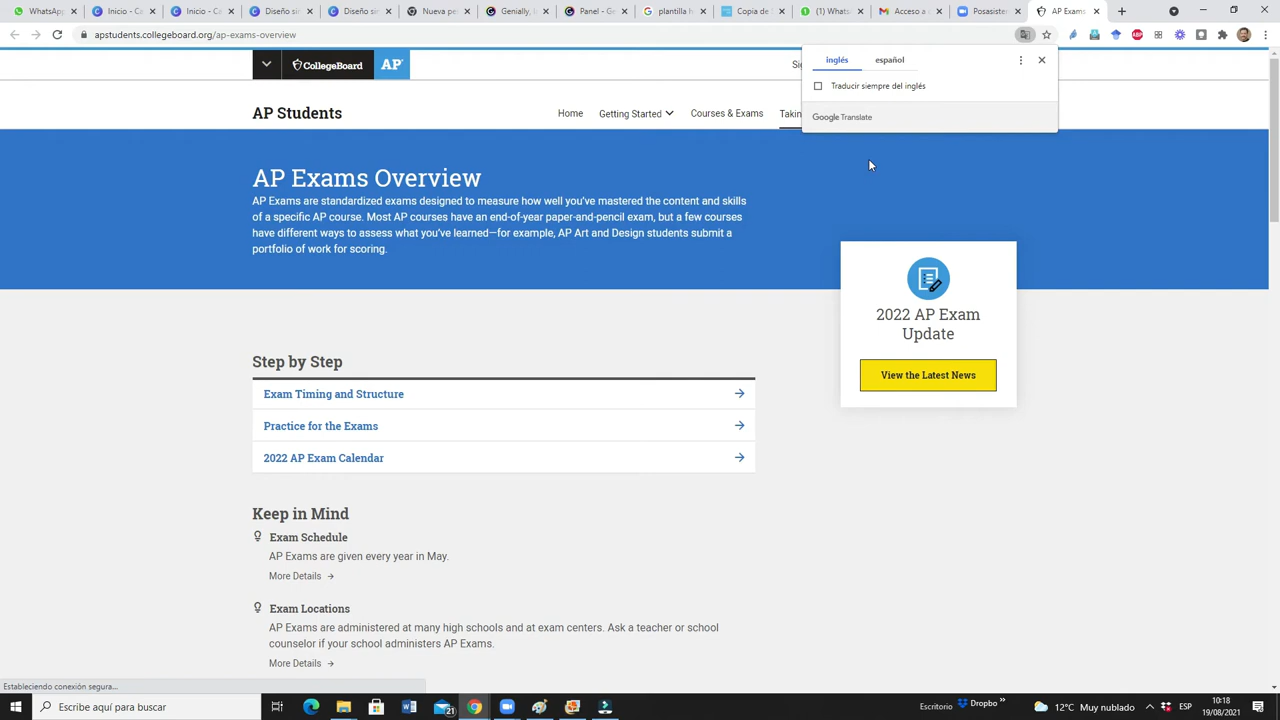 WhatsApp
Inicio - Ca
Inicio - Ca
Diseño sin
Diseño sin
Nueva pe
Genially, l
Panel - Ge
plantilla h
Copia de
(1) Whats
Acceso a
Posasiste
AP Exams
apstudents.collegeboard.org/ap-exams-overview
inglés
español
Traducir siempre del inglés
Google Translate
CollegeBoard
AP
AP Students
Home
Getting Started
Courses & Exams
AP Exams Overview
AP Exams are standardized exams designed to measure how well you've mastered the content and skills
of a specific AP course. Most AP courses have an end-of-year paper-and-pencil exam, but a few courses
have different ways to assess what you've learned—for example, AP Art and Design students submit a
portfolio of work for scoring.
2022 AP Exam
Update
View the Latest News
Step by Step
Exam Timing and Structure
Practice for the Exams
2022 AP Exam Calendar
Keep in Mind
Exam Schedule
AP Exams are given every year in May.
More Details
Exam Locations
AP Exams are administered at many high schools and at exam centers. Ask a teacher or school
counselor if your school administers AP Exams.
More Details
Estableciendo conexión segura...
Escribe aquí para buscar
21
Escritorio
Dropbo
12°C Muy nublado
ESP
10:18
19/08/2021